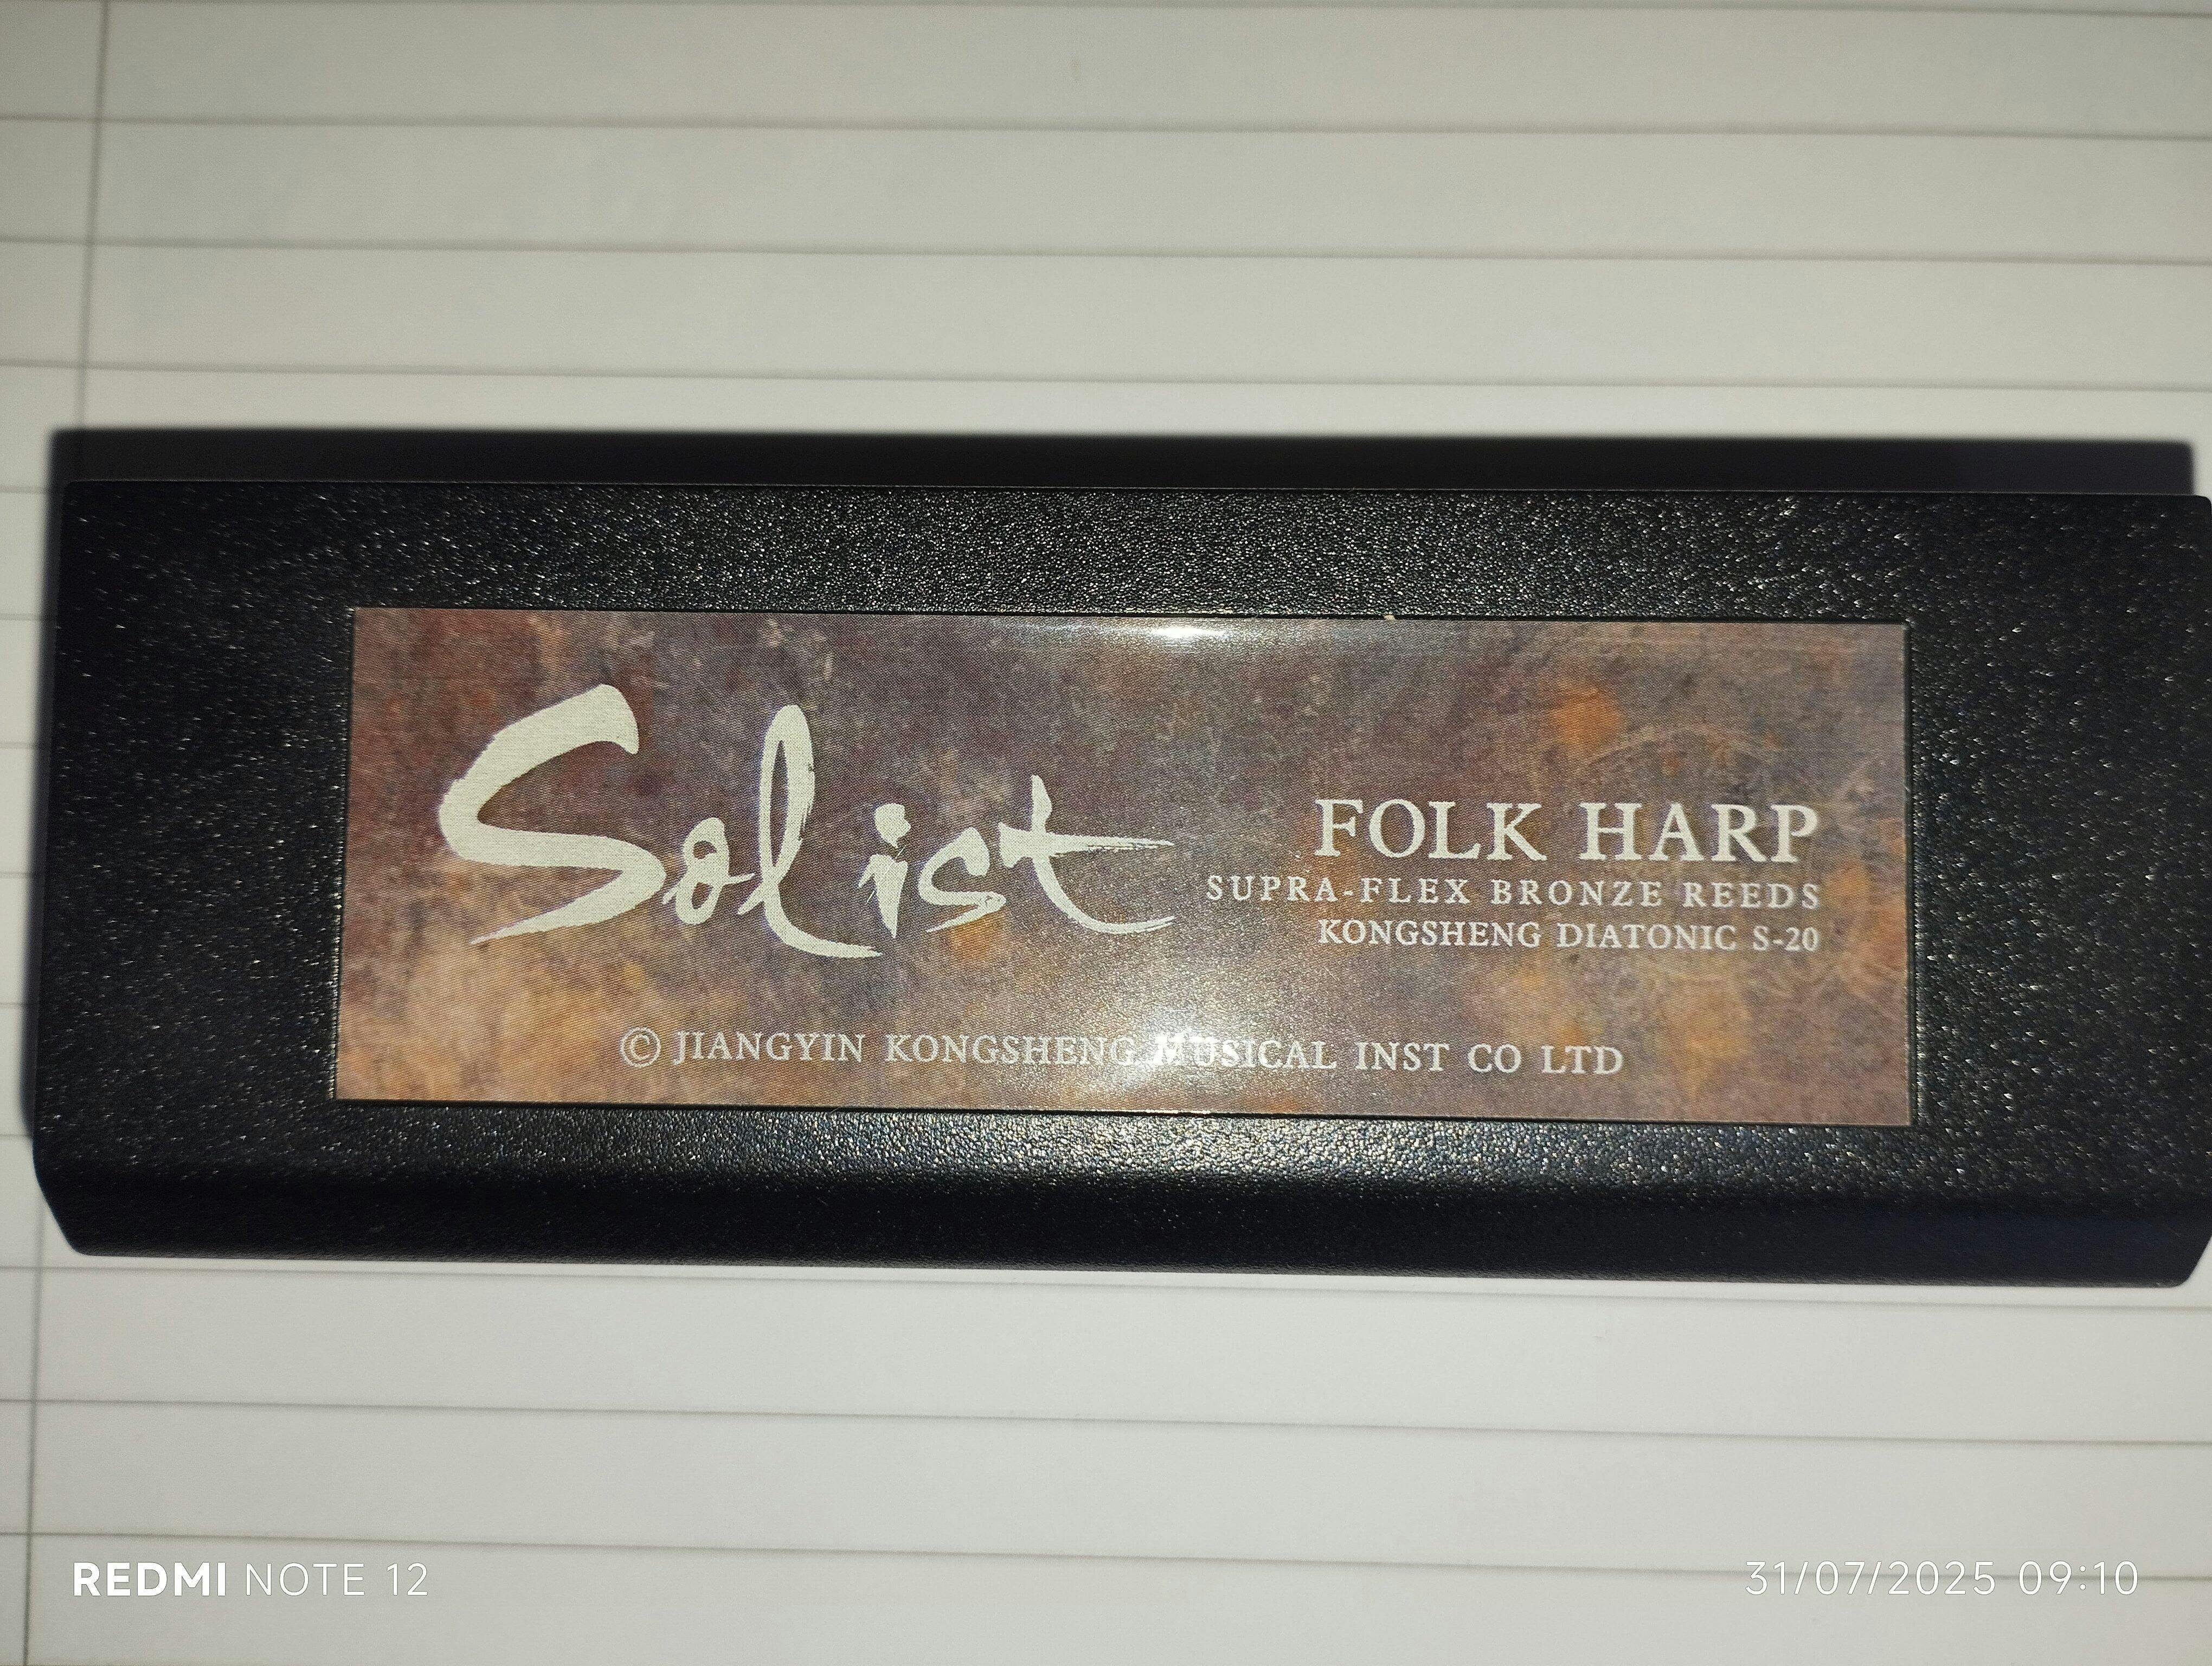 Solist
FOLK HARP
SUPRA-FLEX BRONZE REEDS
KONGSHENG DIATONIC S-20
© JIANGYIN KONGSHENG MUSICAL INST CO LTD
REDMI NOTE 12
31/07/2025 09:10